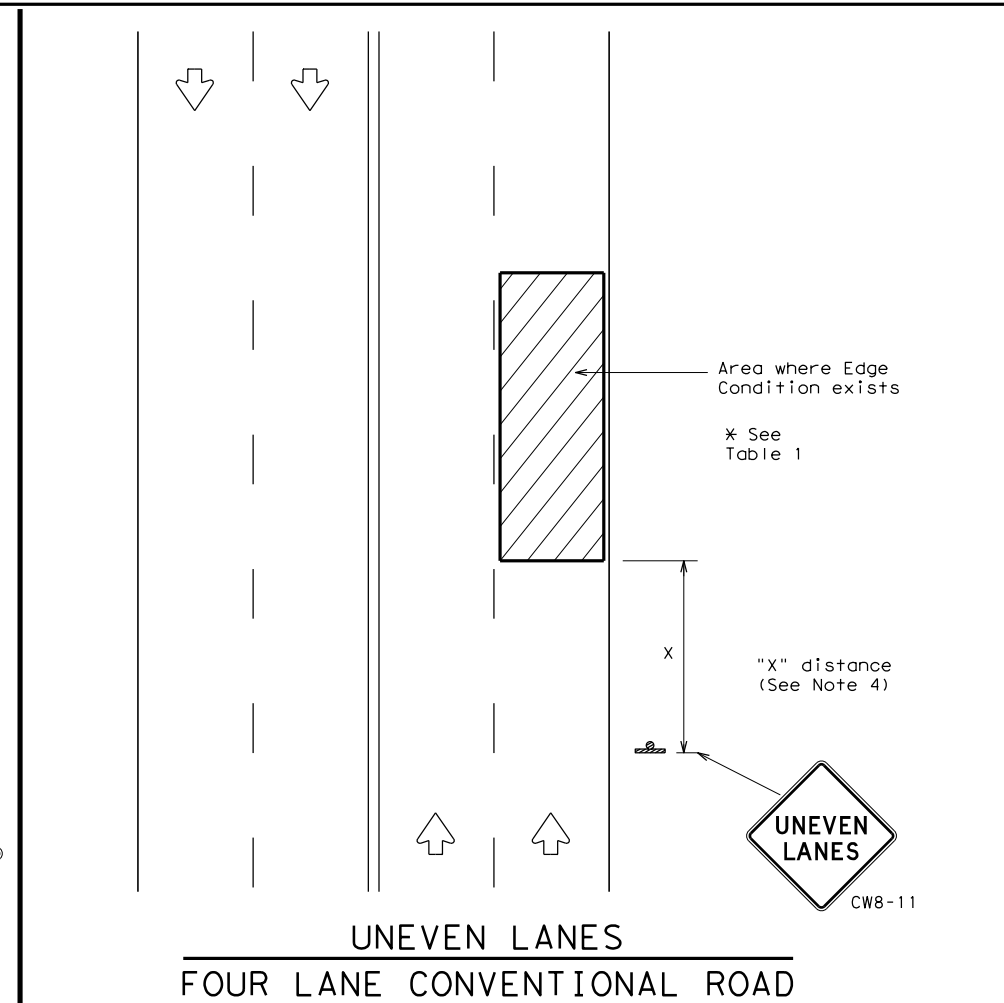 Area where Edge
Condition exists
* See
Table 1
X
"X" distance
(See Note 4)
UNEVEN
LANES
CW8-11
UNEVEN LANES
FOUR LANE CONVENTIONAL ROAD